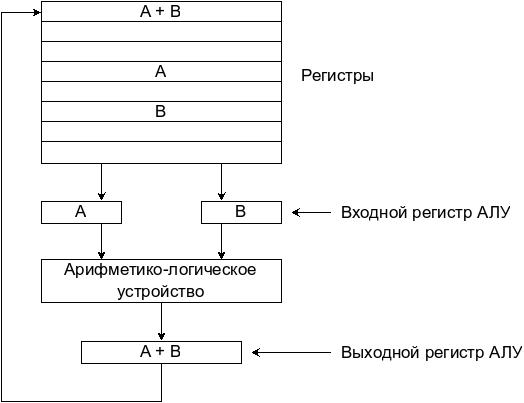 A + B
A
Регистры
B
A
B
Входной регистр АЛУ
Арифметико-логическое
устройство
A + B
Выходной регистр АЛУ